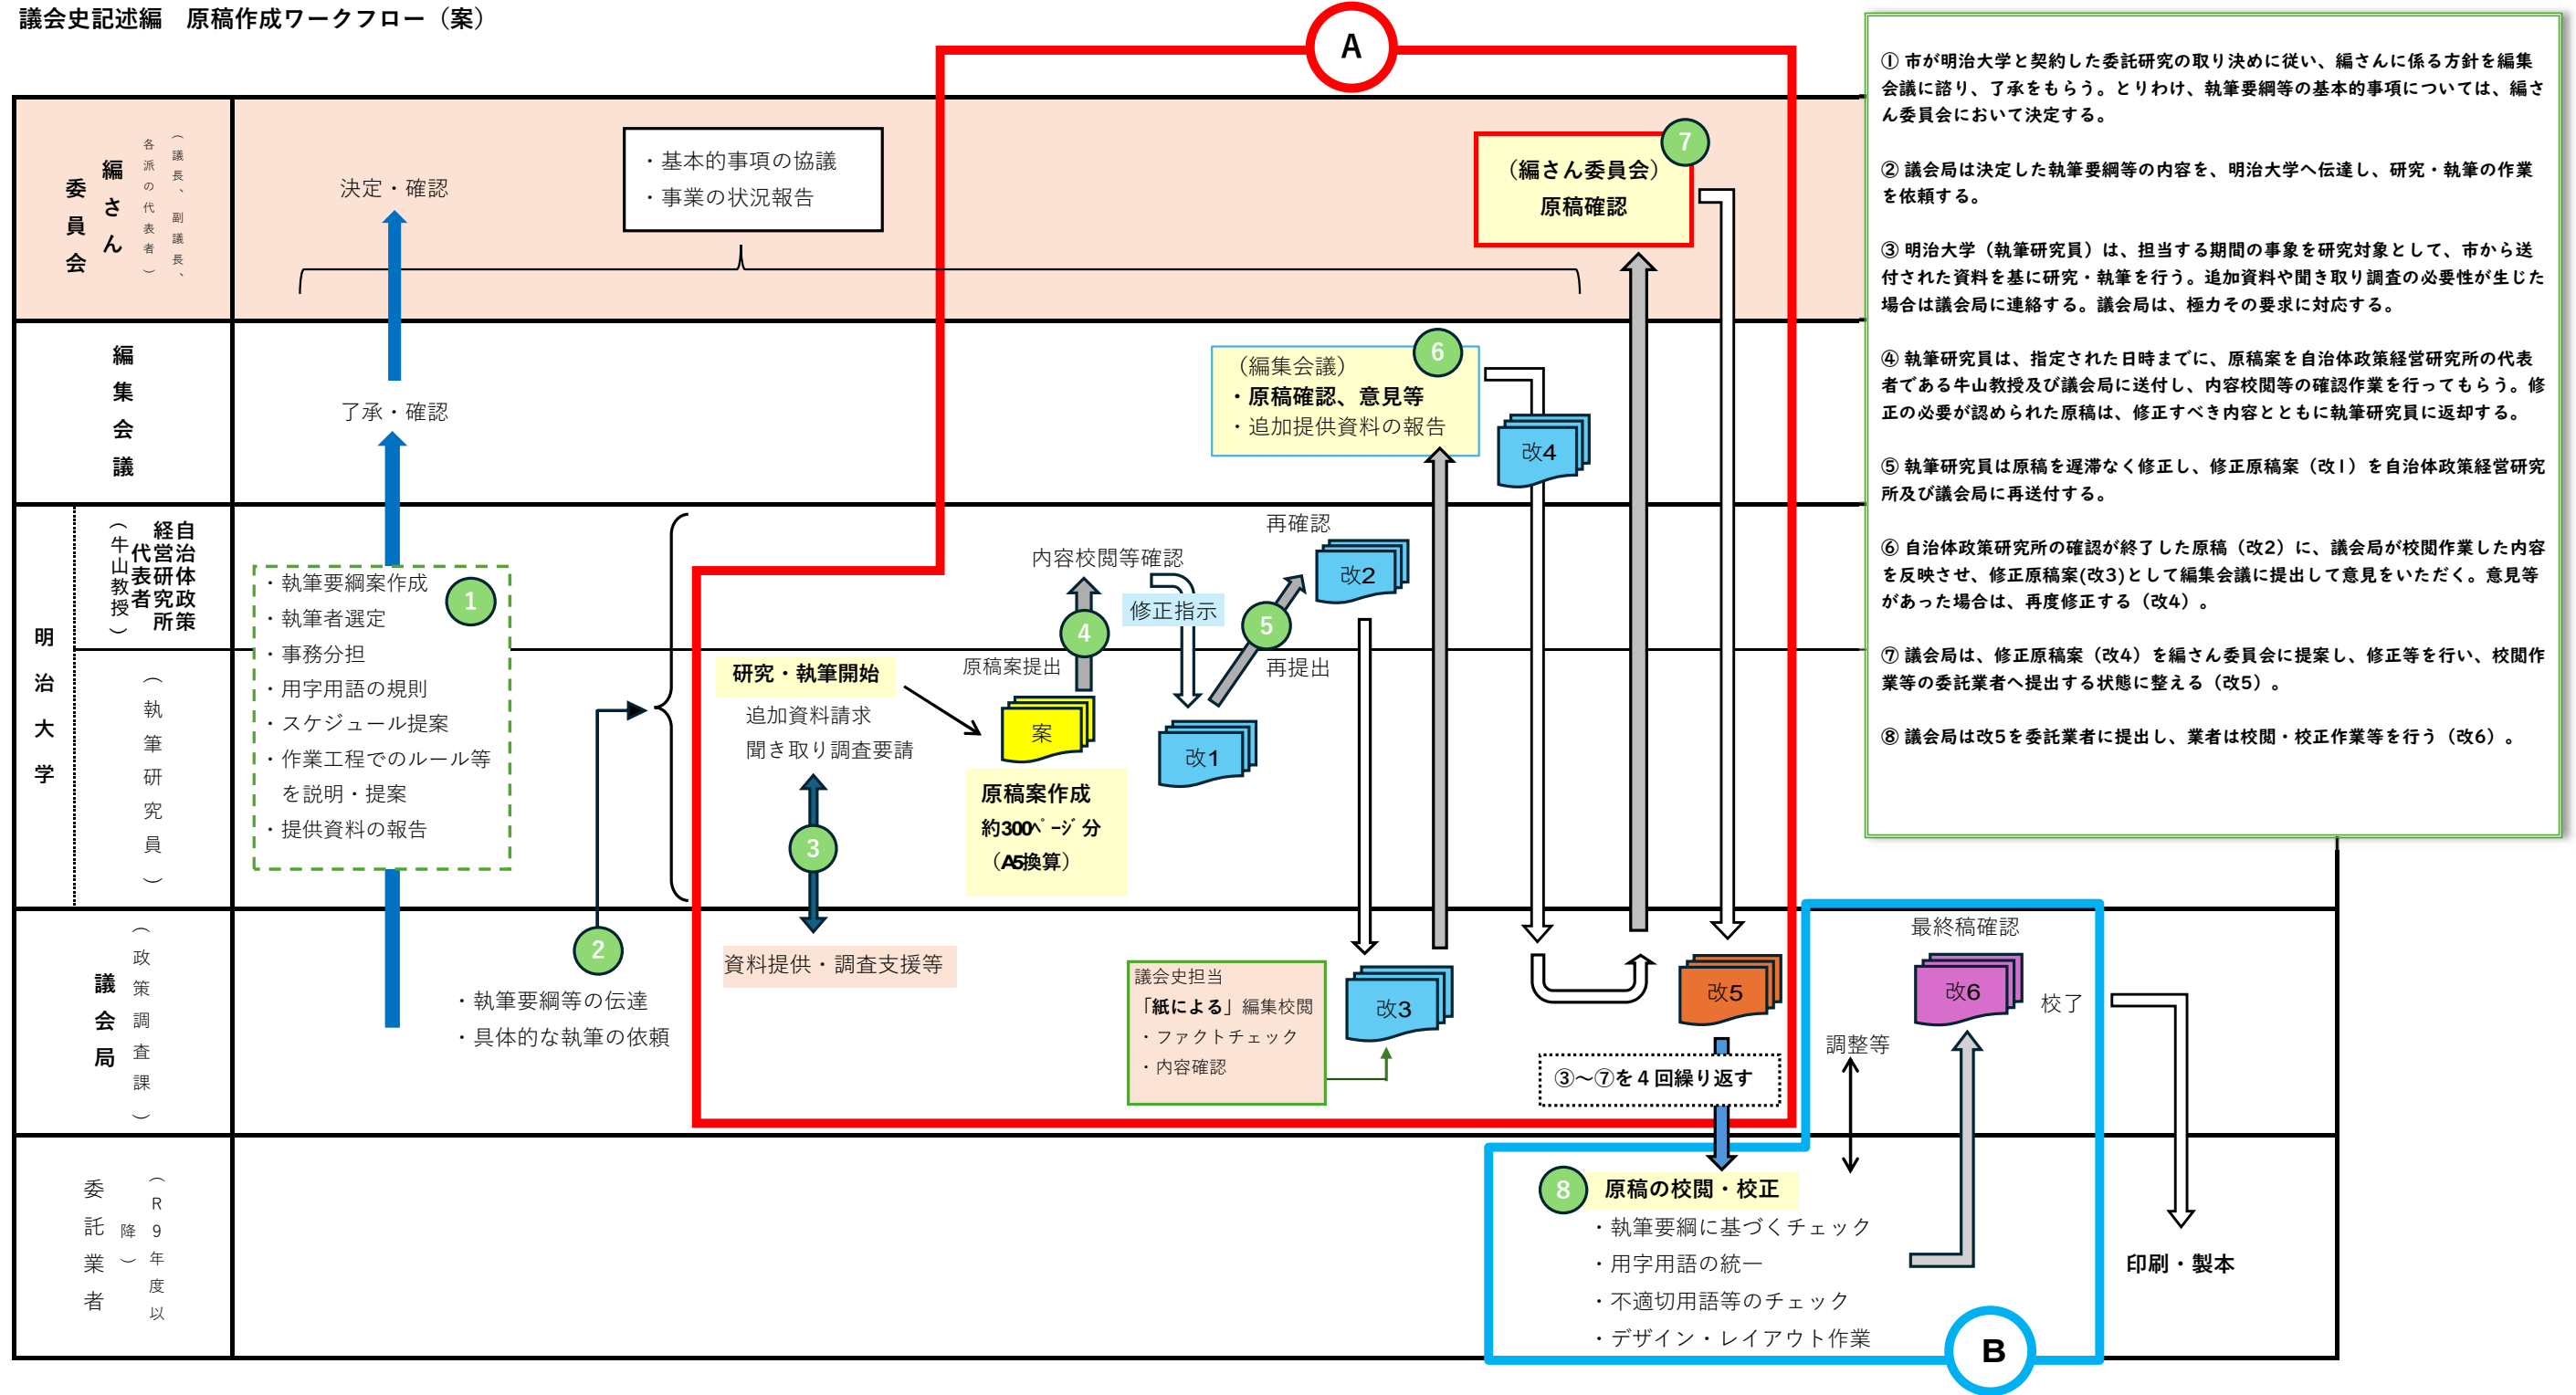 議会史記述編　原稿作成ワークフロー（案）
A
編さん
委員会
（議長、副議長、
各派の代表者）
決定・確認
・基本的事項の協議
・事業の状況報告
7
（編さん委員会）
原稿確認
編集会議
了承・確認
6
（編集会議）
・原稿確認、意見等
・追加提供資料の報告
改4
明治大学
自治体政策
経営研究所
代表者
（牛山教授）
（執筆研究員）
1
・執筆要綱案作成
・執筆者選定
・事務分担
・用字用語の規則
・スケジュール提案
・作業工程でのルール等
を説明・提案
・提供資料の報告
内容校閲等確認
修正指示
4
原稿案提出
再確認
改2
5
再提出
研究・執筆開始
追加資料請求
聞き取り調査要請
案
改1
原稿案作成
約300ﾍﾟｰｼﾞ分
（A5換算）
3
議会局
（政策調査課）
2
・執筆要綱等の伝達
・具体的な執筆の依頼
資料提供・調査支援等
議会史担当
「紙による」編集校閲
・ファクトチェック
・内容確認
改3
改5
③～⑦を４回繰り返す
最終稿確認
改6
校了
調整等
委託業者
（R9年度以
降）
8
原稿の校閲・校正
・執筆要綱に基づくチェック
・用字用語の統一
・不適切用語等のチェック
・デザイン・レイアウト作業
印刷・製本
B
① 市が明治大学と契約した委託研究の取り決めに従い、編さんに係る方針を編集
会議に諮り、了承をもらう。とりわけ、執筆要綱等の基本的事項については、編さ
ん委員会において決定する。
② 議会局は決定した執筆要綱等の内容を、明治大学へ伝達し、研究・執筆の作業
を依頼する。
③ 明治大学（執筆研究員）は、担当する期間の事象を研究対象として、市から送
付された資料を基に研究・執筆を行う。追加資料や聞き取り調査の必要性が生じた
場合は議会局に連絡する。議会局は、極力その要求に対応する。
④ 執筆研究員は、指定された日時までに、原稿案を自治体政策経営研究所の代表
者である牛山教授及び議会局に送付し、内容校閲等の確認作業を行ってもらう。修
正の必要が認められた原稿は、修正すべき内容とともに執筆研究員に返却する。
⑤ 執筆研究員は原稿を遅滞なく修正し、修正原稿案（改1）を自治体政策経営研究
所及び議会局に再送付する。
⑥ 自治体政策研究所の確認が終了した原稿（改2）に、議会局が校閲作業した内容
を反映させ、修正原稿案(改3)として編集会議に提出して意見をいただく。意見等
があった場合は、再度修正する（改4）。
⑦ 議会局は、修正原稿案（改4）を編さん委員会に提案し、修正等を行い、校閲作
業等の委託業者へ提出する状態に整える（改5）。
⑧ 議会局は改5を委託業者に提出し、業者は校閲・校正作業等を行う（改6）。